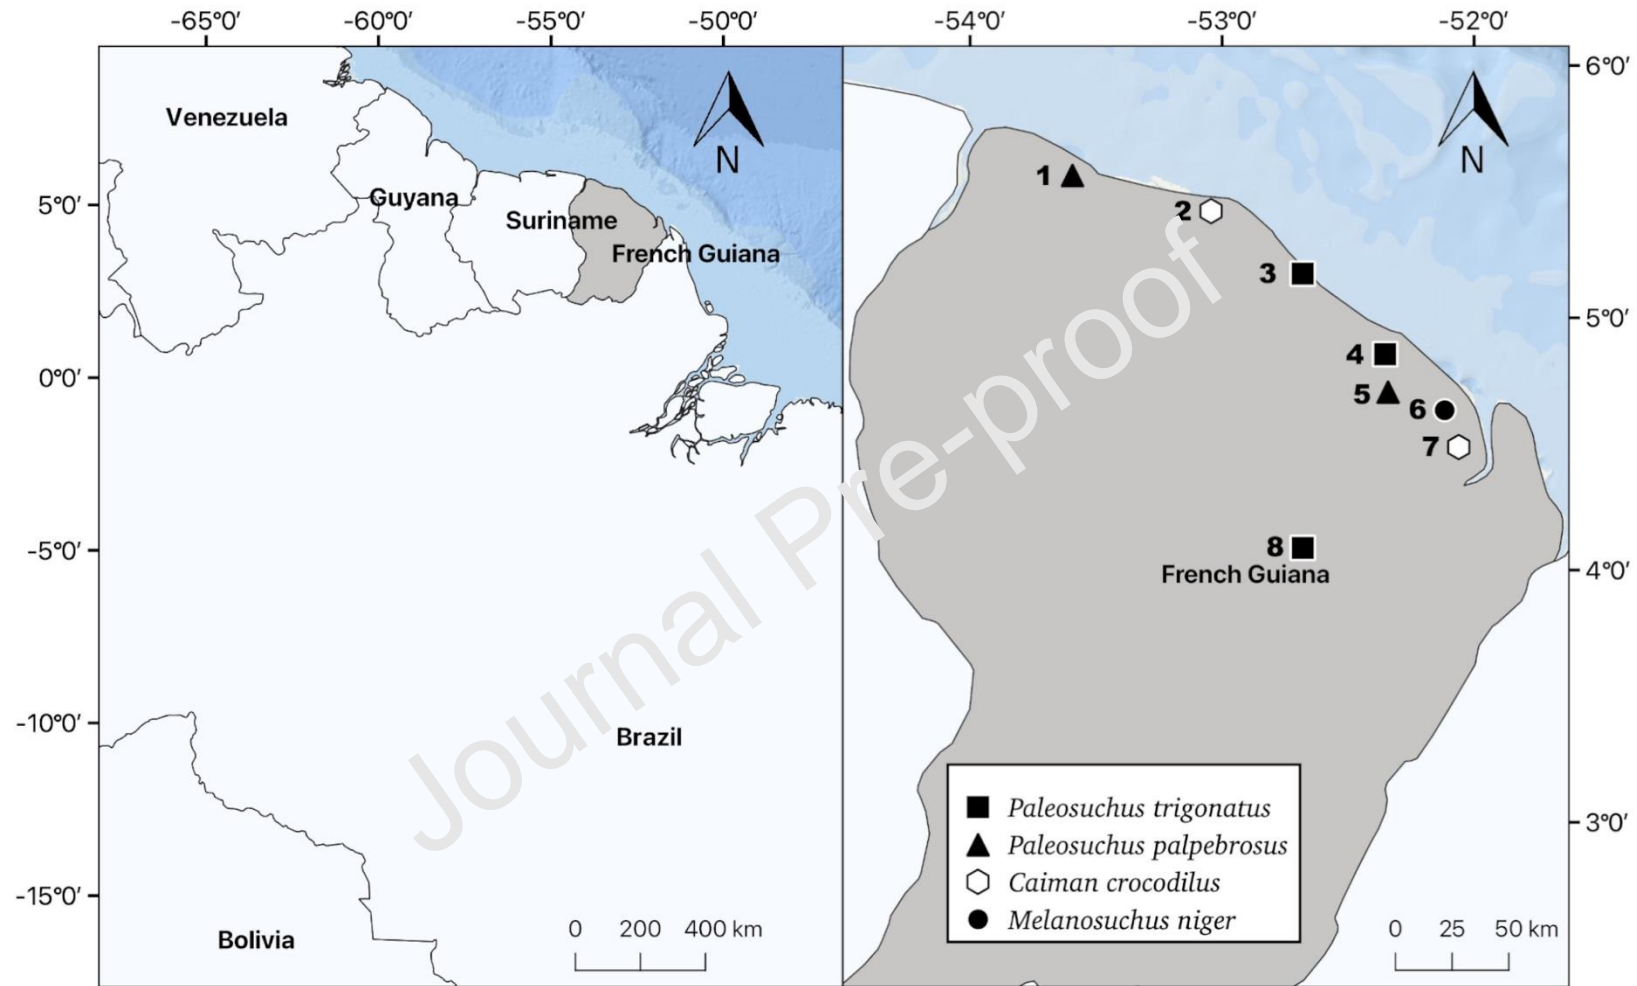 -65°0′ -60°0′ -55°0′ -50°0′ -54°0′ -53°0′ -52°0′
6°0′
Venezuela
N N
1
Guyana
5°0′
2
Suriname
French Guiana
3
5°0′
4
0°0′
5
6
7
-5°0′
8
French Guiana
4°0′
Journal Pre-proof
-10°0′
Brazil
Paleosuchus trigonatus
3°0′
Paleosuchus palpebrosus
Caiman crocodilus
-15°0′
Melanosuchus niger
Bolivia
0 200 400 km
0 25 50 km